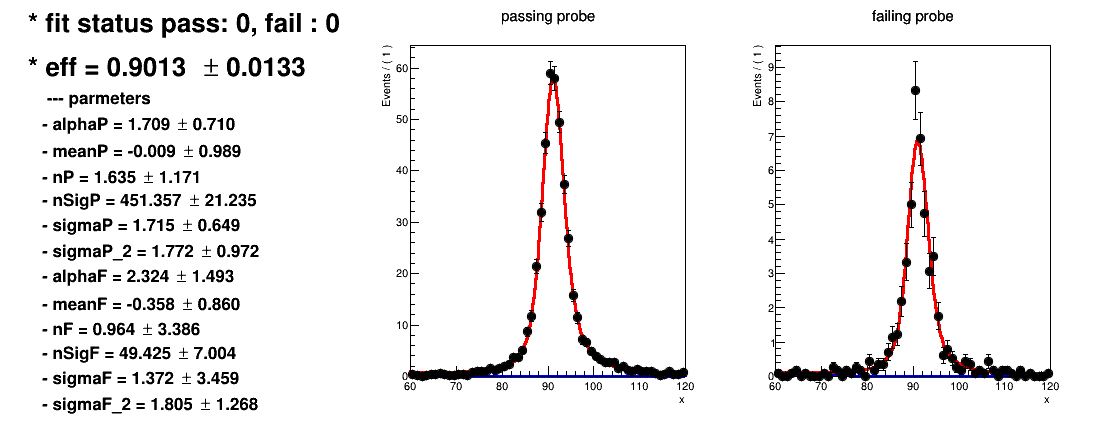 * fit status pass: 0, fail : 0
* eff = 0.9013 ± 0.0133
--- parmeters
- alphaP = 1.709 ± 0.710
- meanP = -0.009 ± 0.989
- nP = 1.635 ± 1.171
- nSigP = 451.357 ± 21.235
- sigmaP = 1.715 ± 0.649
- sigmaP_2 = 1.772 ± 0.972
- alphaF = 2.324 ± 1.493
- meanF = -0.358 ± 0.860
- nF = 0.964 ± 3.386
- nSigF = 49.425 ± 7.004
- sigmaF = 1.372 ± 3.459
- sigmaF_2 = 1.805 ± 1.268
passing probe
Events / ( 1 )
60
50
40
30
20
10
0
60 70 80 90 100 110 120
x
failing probe
Events / ( 1 )
9
8
7
6
5
4
3
2
1
0
60 70 80 90 100 110 120
x